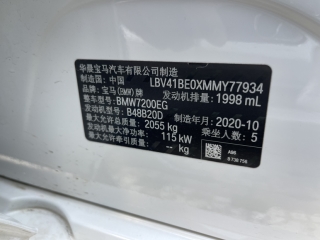 华晨宝马汽车有限公司制造
制造国: 中国 LBV41BE0XMMY77934
品牌: 宝马(BMW)牌
整车型号: BMW7200EG 发动机排量: 1998 mL
发动机型号: B48B20D
最大允许总质量: 2055 kg 制造年月: 2020-10
发动机最大净功率: 115 kW 乘坐人数: 5
最大允许牵引质量: -- kg